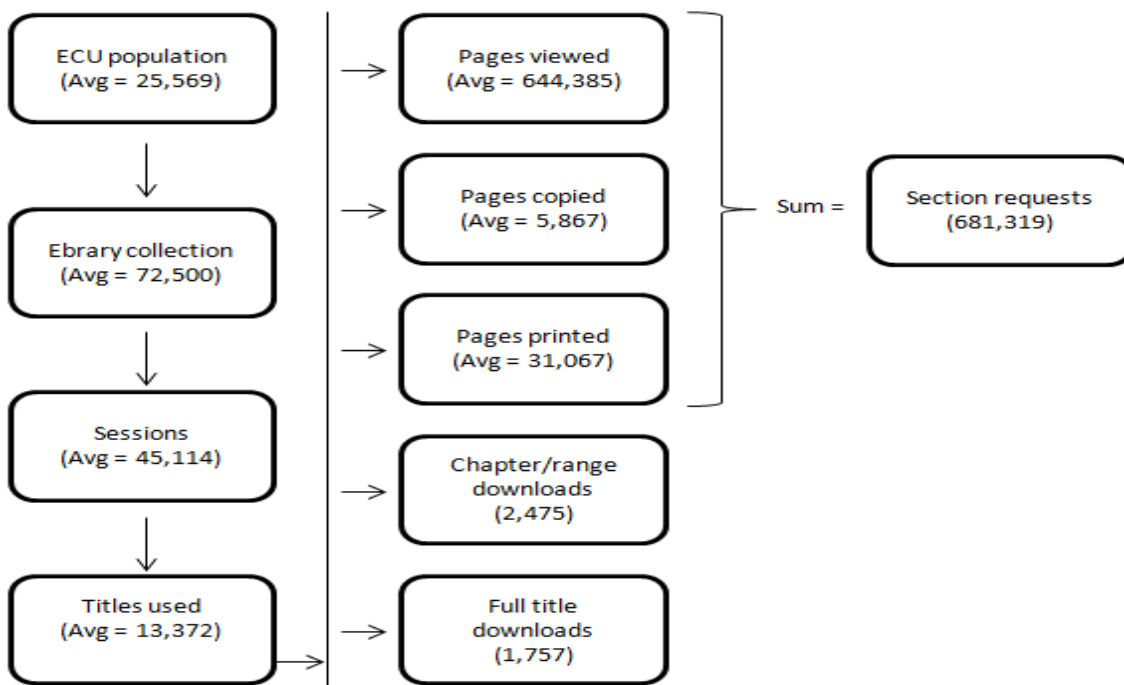 ECU population
(Avg = 25,569)
Ebrary collection
(Avg = 72,500)
Sessions
(Avg = 45,114)
Titles used
(Avg = 13,372)
Pages viewed
(Avg = 644,385)
Pages copied
(Avg = 5,867)
Pages printed
(Avg = 31,067)
Chapter/range
downloads
(2,475)
Full title
downloads
(1,757)
Sum =
Section requests
(681,319)